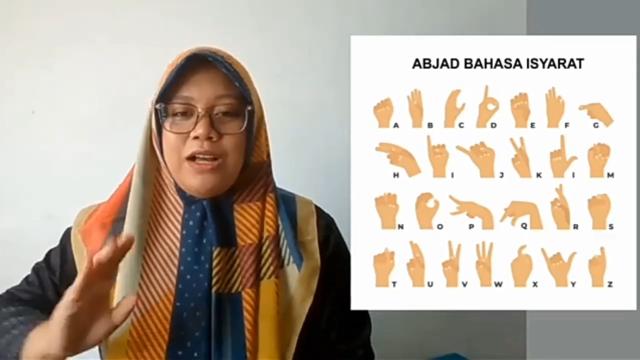 ABJAD BAHASA ISYARAT
A B C D E F G
H I J K I M
N O P Q R S
T U V W X Y Z